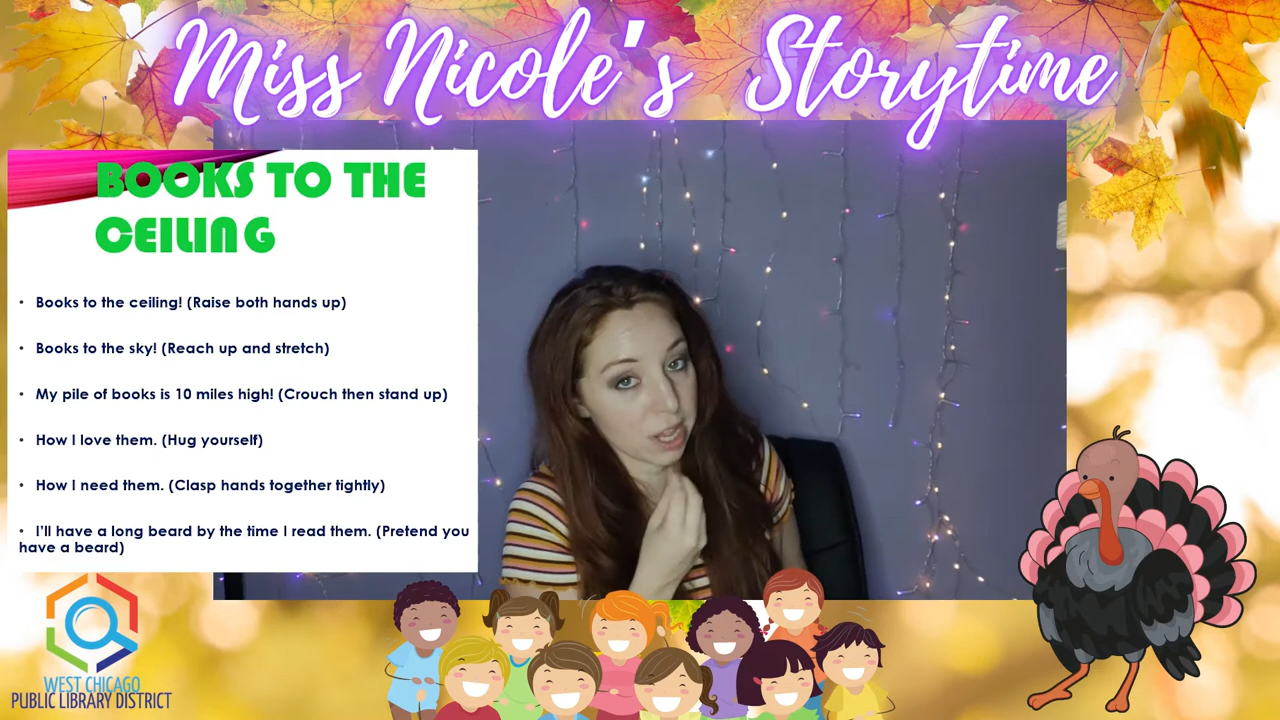 Miss Nicole's Storytime
BOOKS TO THE
CEILING
• Books to the ceiling! (Raise both hands up)
• Books to the sky! (Reach up and stretch)
• My pile of books is 10 miles high! (Crouch then stand up)
• How I love them. (Hug yourself)
• How I need them. (Clasp hands together tightly)
• I'll have a long beard by the time I read them. (Pretend you
have a beard)
WEST CHICAGO
PUBLIC LIBRARY DISTRICT